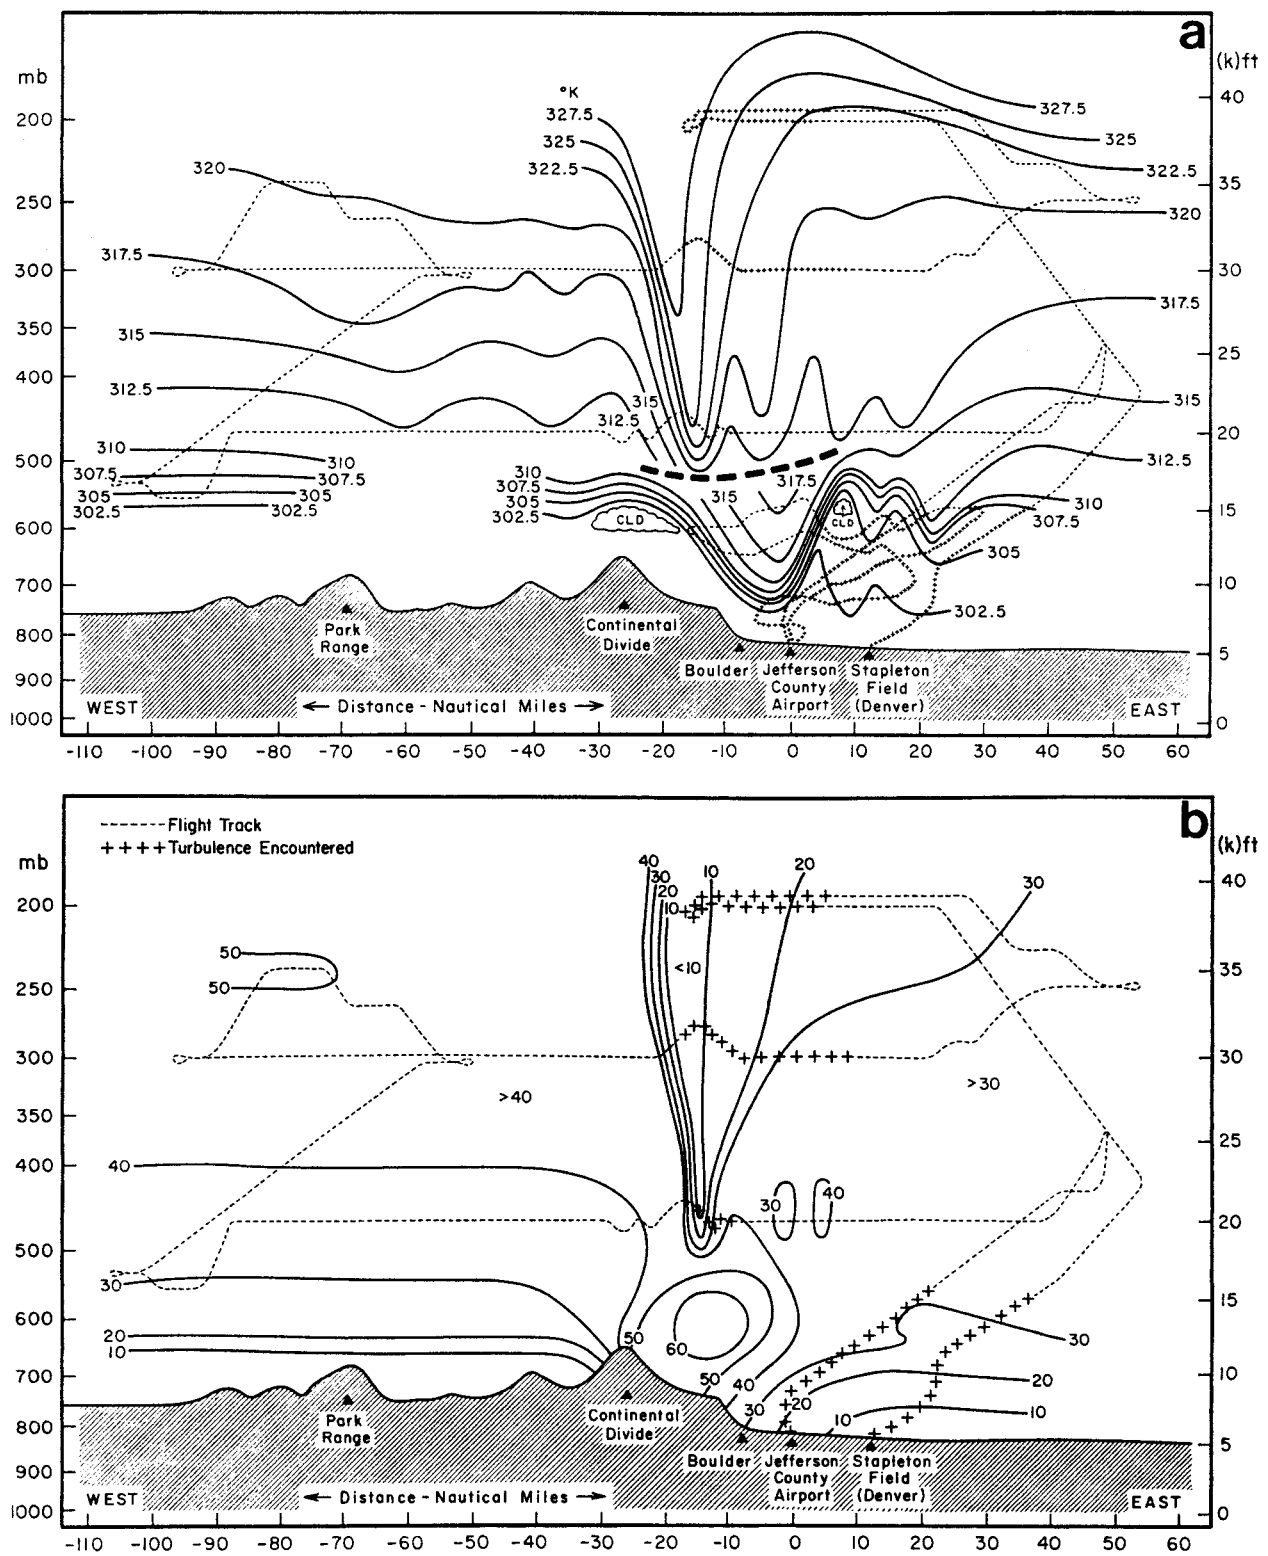 a
mb
(k)ft
°K
327.5
325
322.5
320
317.5
315
312.5
310
307.5
305
302.5
310
307.5
305
302.5
315
312.5
310
307.5
305
302.5
CLD
315
317.5
CLD
327.5
325
322.5
320
317.5
315
312.5
310
307.5
305
302.5
200
250
300
350
400
500
600
700
800
900
1000
40
35
30
25
20
15
10
5
0
Park
Range
Continental
Divide
Boulder
Jefferson
County
Airport
Stapleton
Field
(Denver)
WEST
← Distance - Nautical Miles →
EAST
-110 -100 -90 -80 -70 -60 -50 -40 -30 -20 -10 0 10 20 30 40 50 60
b
------ Flight Track
++++ Turbulence Encountered
mb
(k)ft
40
30
20
10
10
20
30
<10
50
50
>40
>30
40
30
40
30
20
10
50
60
50
40
30
20
10
30
20
10
200
250
300
350
400
500
600
700
800
900
1000
40
35
30
25
20
15
10
5
0
Park
Range
Continental
Divide
Boulder
Jefferson
County
Airport
Stapleton
Field
(Denver)
WEST
← Distance - Nautical Miles →
EAST
-110 -100 -90 -80 -70 -60 -50 -40 -30 -20 -10 0 10 20 30 40 50 60